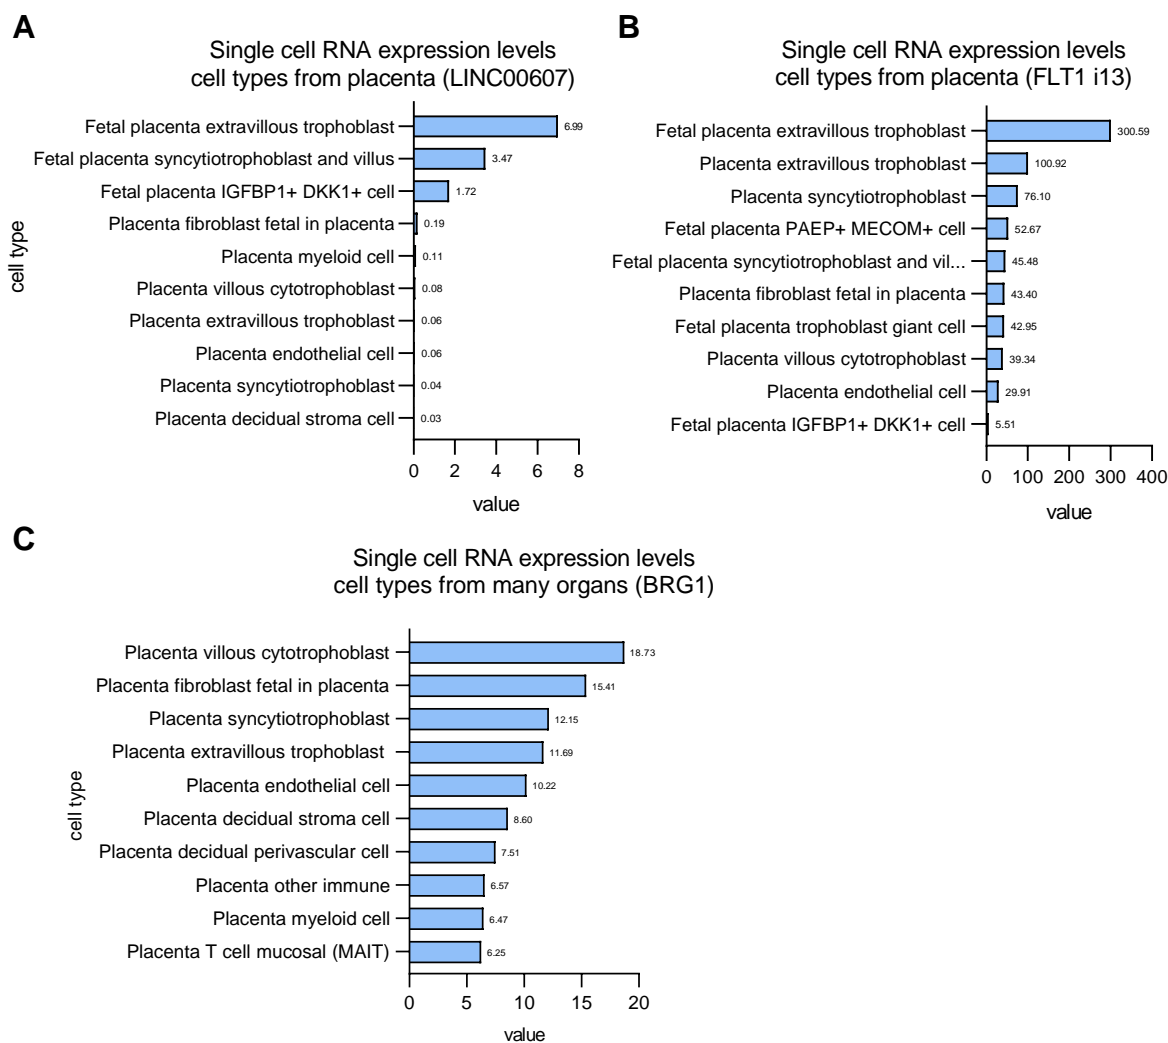 A
Single cell RNA expression levels
cell types from placenta (LINC00607)
cell type
Fetal placenta extravillous trophoblast 6.99
Fetal placenta syncytiotrophoblast and villus 3.47
Fetal placenta IGFBP1+ DKK1+ cell 1.72
Placenta fibroblast fetal in placenta 0.19
Placenta myeloid cell 0.11
Placenta villous cytotrophoblast 0.08
Placenta extravillous trophoblast 0.06
Placenta endothelial cell 0.06
Placenta syncytiotrophoblast 0.04
Placenta decidual stroma cell 0.03
0 2 4 6 8
value
B
Single cell RNA expression levels
cell types from placenta (FLT1 i13)
Fetal placenta extravillous trophoblast 300.59
Placenta extravillous trophoblast 100.92
Placenta syncytiotrophoblast 76.10
Fetal placenta PAEP+ MECOM+ cell 52.67
Fetal placenta syncytiotrophoblast and vil... 45.48
Placenta fibroblast fetal in placenta 43.40
Fetal placenta trophoblast giant cell 42.95
Placenta villous cytotrophoblast 39.34
Placenta endothelial cell 29.91
Fetal placenta IGFBP1+ DKK1+ cell 5.51
0 100 200 300 400
value
C
Single cell RNA expression levels
cell types from many organs (BRG1)
cell type
Placenta villous cytotrophoblast 18.73
Placenta fibroblast fetal in placenta 15.41
Placenta syncytiotrophoblast 12.15
Placenta extravillous trophoblast 11.69
Placenta endothelial cell 10.22
Placenta decidual stroma cell 8.60
Placenta decidual perivascular cell 7.51
Placenta other immune 6.57
Placenta myeloid cell 6.47
Placenta T cell mucosal (MAIT) 6.25
0 5 10 15 20
value